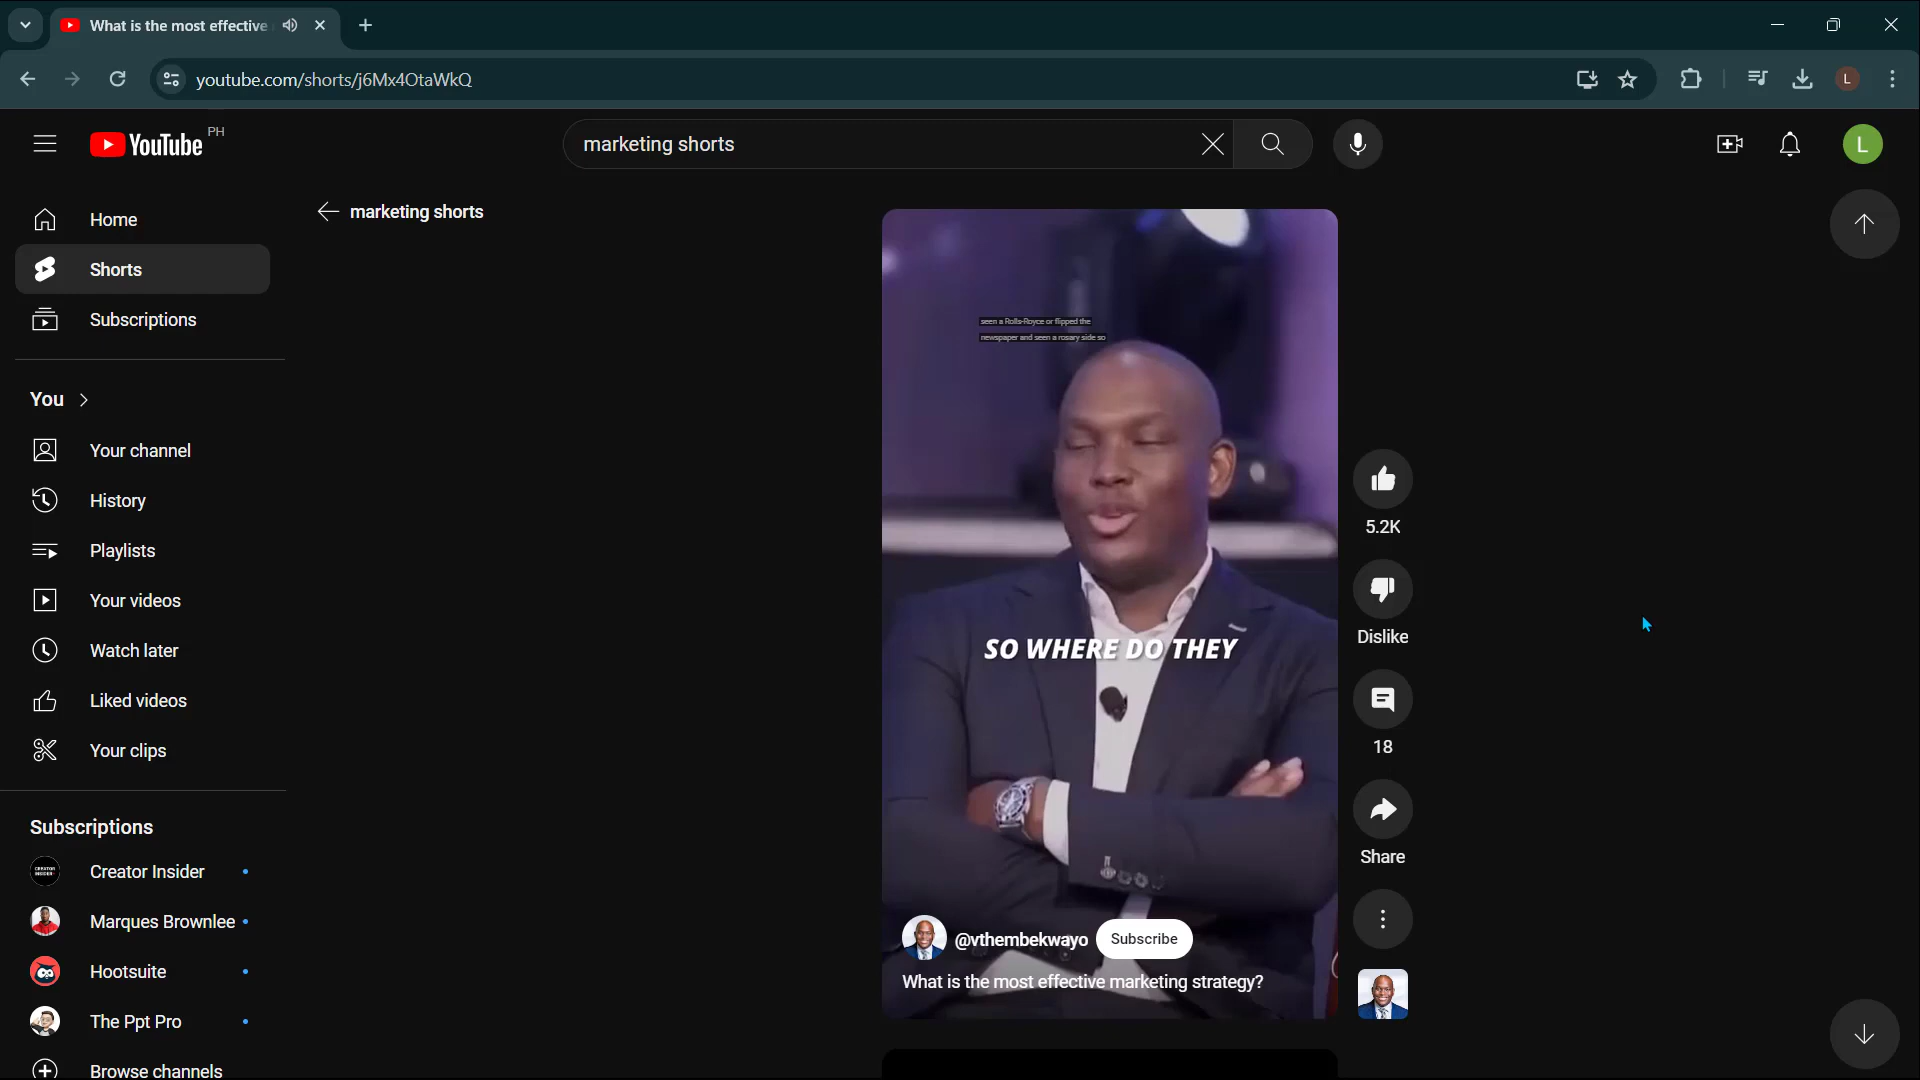 What is the most effective
youtube.com/shorts/j6Mx4OtaWkQ
L
YouTube PH
marketing shorts
L
Home
Shorts
Subscriptions
You
Your channel
History
Playlists
Your videos
Watch later
Liked videos
Your clips
Subscriptions
Creator Insider
Marques Brownlee
Hootsuite
The Ppt Pro
Browse channels
marketing shorts
seen a Rolls-Royce or flipped the
newspaper and seen a rosary side so
SO WHERE DO THEY
@vthembekwayo Subscribe
What is the most effective marketing strategy?
5.2K
Dislike
18
Share